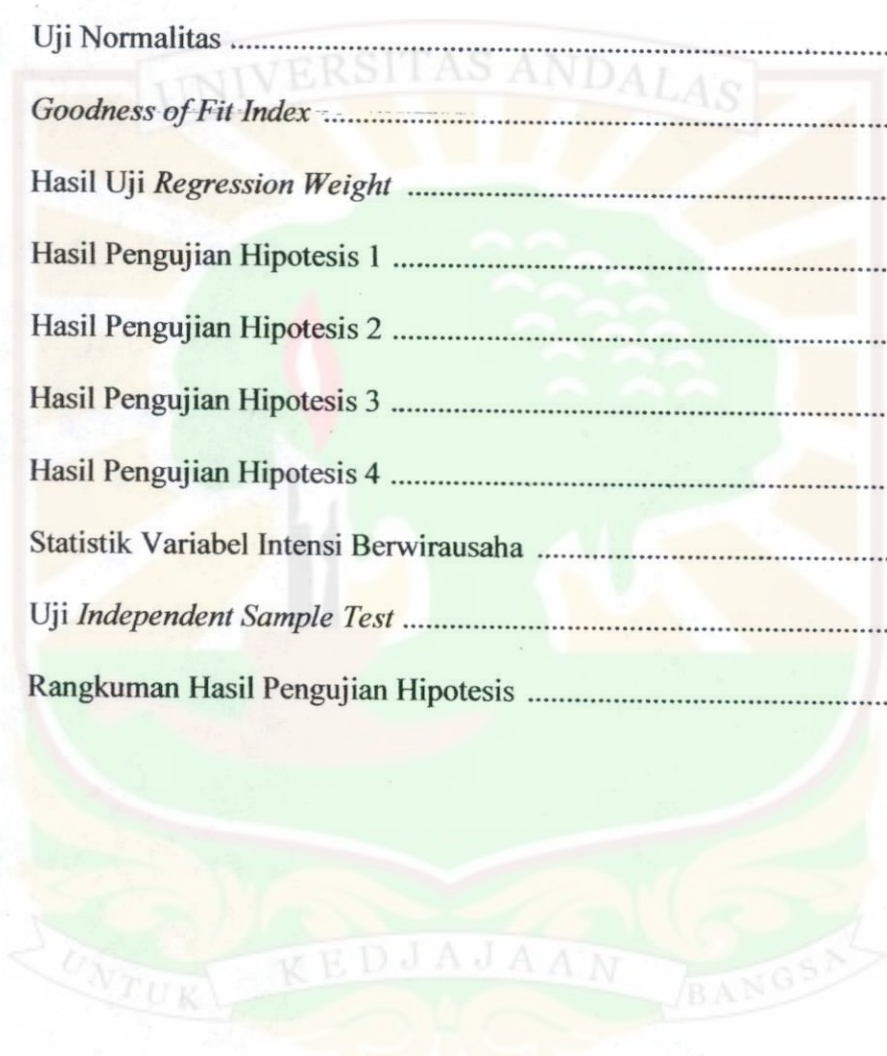 Uji Normalitas ........................................................................
UNIVERSITAS ANDALAS
Goodness of Fit Index ........................................................................
Hasil Uji Regression Weight ............................................................
Hasil Pengujian Hipotesis 1 ............................................................
Hasil Pengujian Hipotesis 2 ............................................................
Hasil Pengujian Hipotesis 3 ............................................................
Hasil Pengujian Hipotesis 4 ............................................................
Statistik Variabel Intensi Berwirausaha ............................................
Uji Independent Sample Test ............................................................
Rangkuman Hasil Pengujian Hipotesis ............................................
UNTUK KEDJAJAAN BANGSA